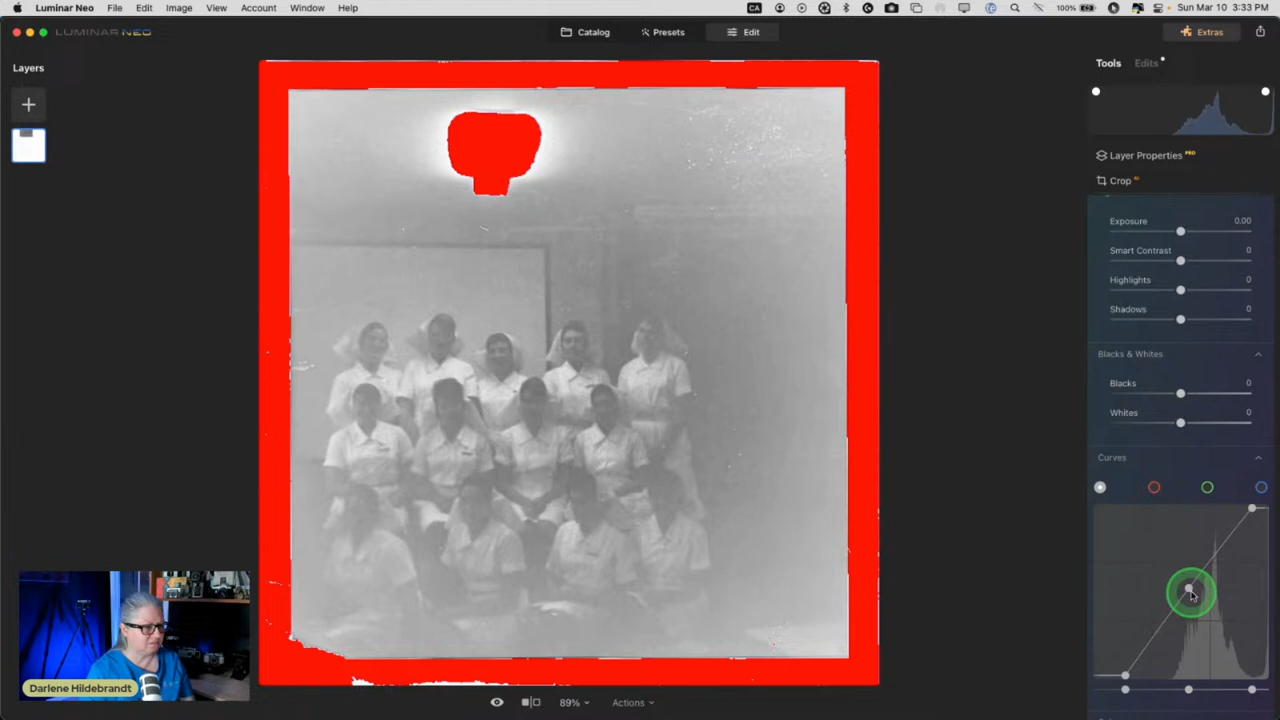 Luminar Neo File Edit Image View Account Window Help CA 100% Sun Mar 10 3:33 PM
LUMINAR NEO Catalog Presets Edit Extras
Layers
Tools Edits
Layer Properties PRO
Crop AI
Exposure 0.00
Smart Contrast 0
Highlights 0
Shadows 0
Blacks & Whites
Blacks 0
Whites 0
Curves
Darlene Hildebrandt
89% Actions